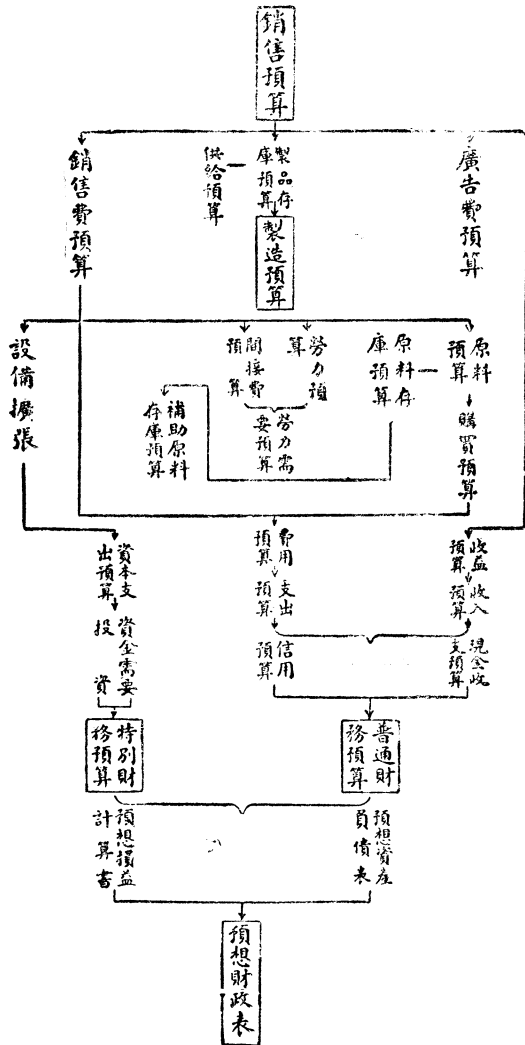 銷售預算
廣告費預算
製品存
庫預算
供給預算
銷售費預算
製造預算
原料
預算
原料存
庫預算
勞力預
算
間接費
預算
設備擴張
購買預算
勞力需
要預算
補助原料
存庫預算
收益
預算
收入
預算
現金收
支預算
費用
預算
支出
預算
信用
預算
資本支
出預算
資金需要
投資
普通財
務預算
特別財
務預算
預想資產
負債表
預想損益
計算書
預想財政表